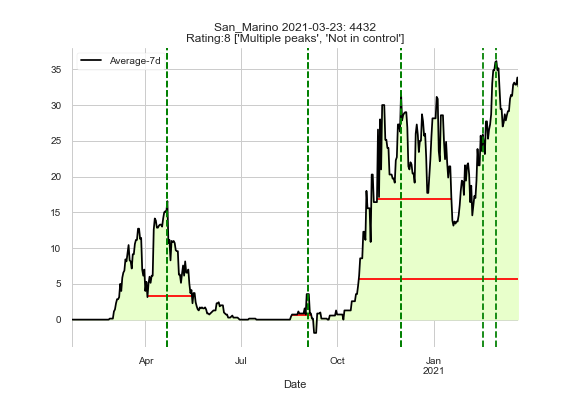 San_Marino 2021-03-23: 4432
Rating:8 ['Multiple peaks', 'Not in control']
Average-7d
35
30
25
20
15
10
5
0
Apr
Jul
Oct
Jan
2021
Date